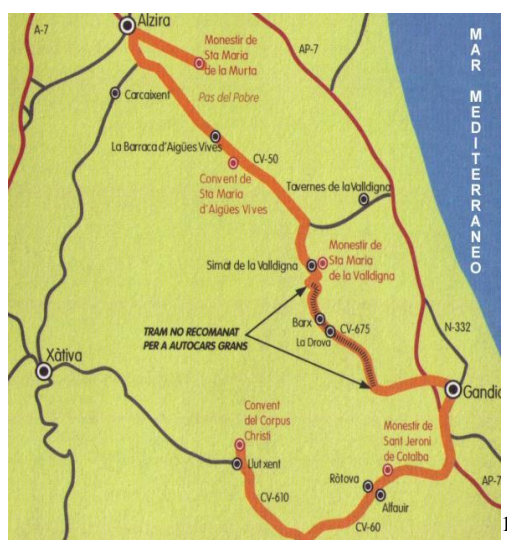 Alzira
A-7
AP-7
MAR MEDITERRANEO
Monestir de
Sta Maria
de la Murta
Carcaixent
Pas del Pobre
La Barraca d'Aigües Vives
CV-50
Convent de
Sta Maria
d'Aigües Vives
Tavernes de la Valldigna
Simat de la Valldigna
Monestir de
Sta Maria
de la Valldigna
Barx
CV-675
La Drova
TRAM NO RECOMANAT
PER A AUTOCARS GRANS
N-332
Xàtiva
Gandia
Convent
del Corpus
Christi
Monestir de
Sant Jeroni
de Cotalba
Llutxent
Ròtova
Alfauir
AP-7
CV-610
CV-60
1